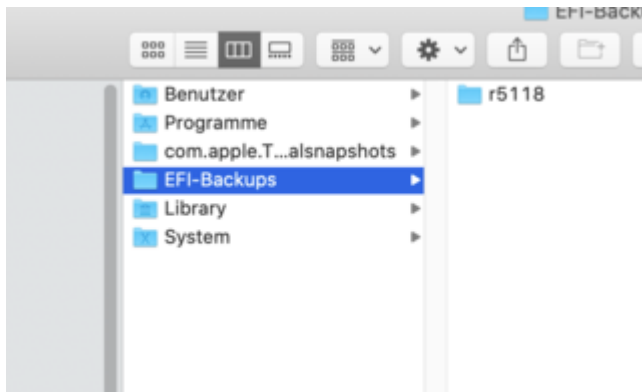 EFI-Back
Benutzer
Programme
com.apple.T...alsnapshots
EFI-Backups
Library
System
r5118